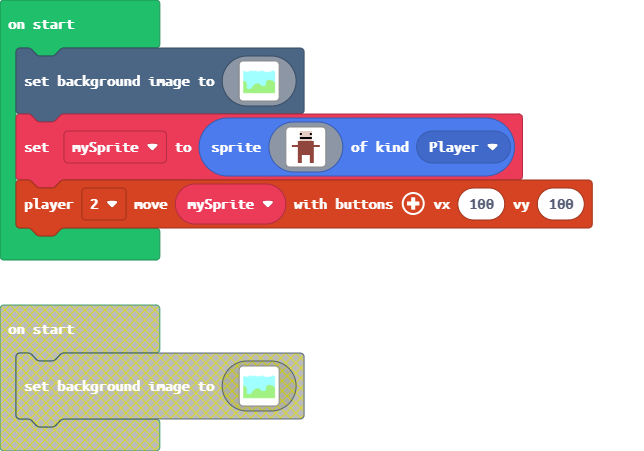 on start
set background image to
set mySprite to sprite of kind Player
player 2 move mySprite with buttons vx 100 vy 100
on start
set background image to